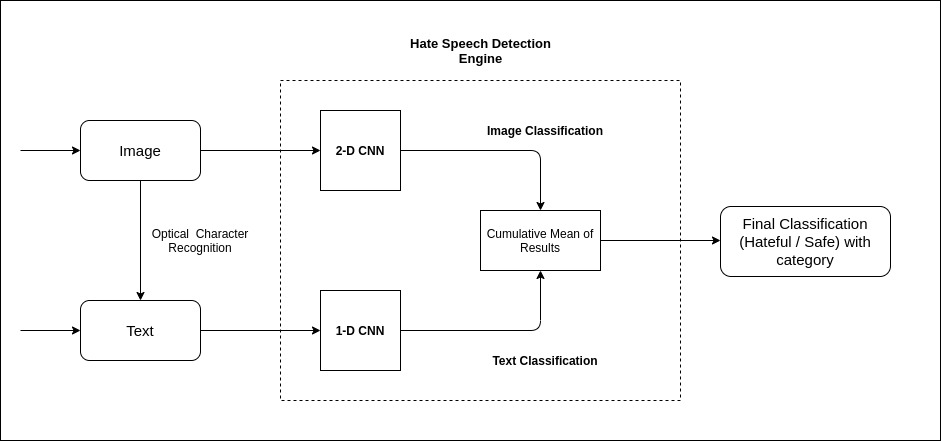 Hate Speech Detection
Engine
Image
2-D CNN
Image Classification
Optical Character
Recognition
Cumulative Mean of
Results
Final Classification
(Hateful / Safe) with
category
Text
1-D CNN
Text Classification